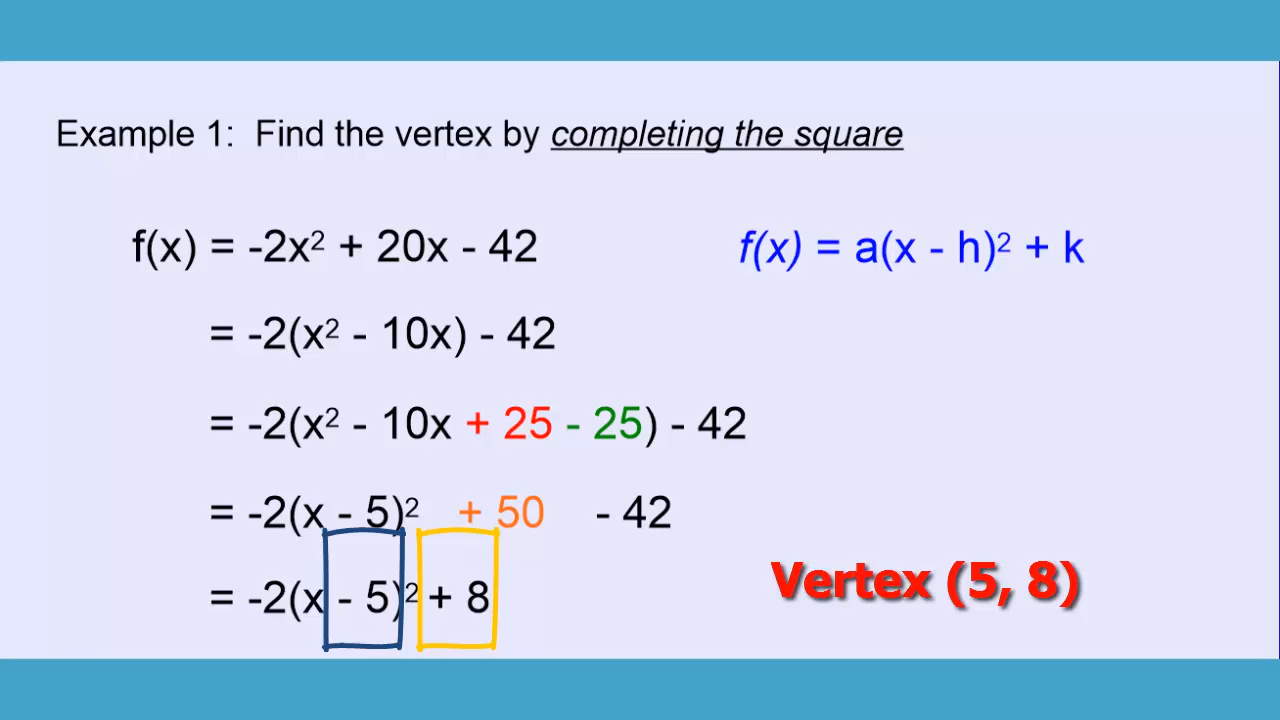 Example 1:  Find the vertex by completing the square
f(x) = -2x² + 20x - 42
f(x) = a(x - h)² + k
= -2(x² - 10x) - 42
= -2(x² - 10x + 25 - 25) - 42
= -2(x - 5)² + 50 - 42
= -2(x - 5)² + 8
Vertex (5, 8)